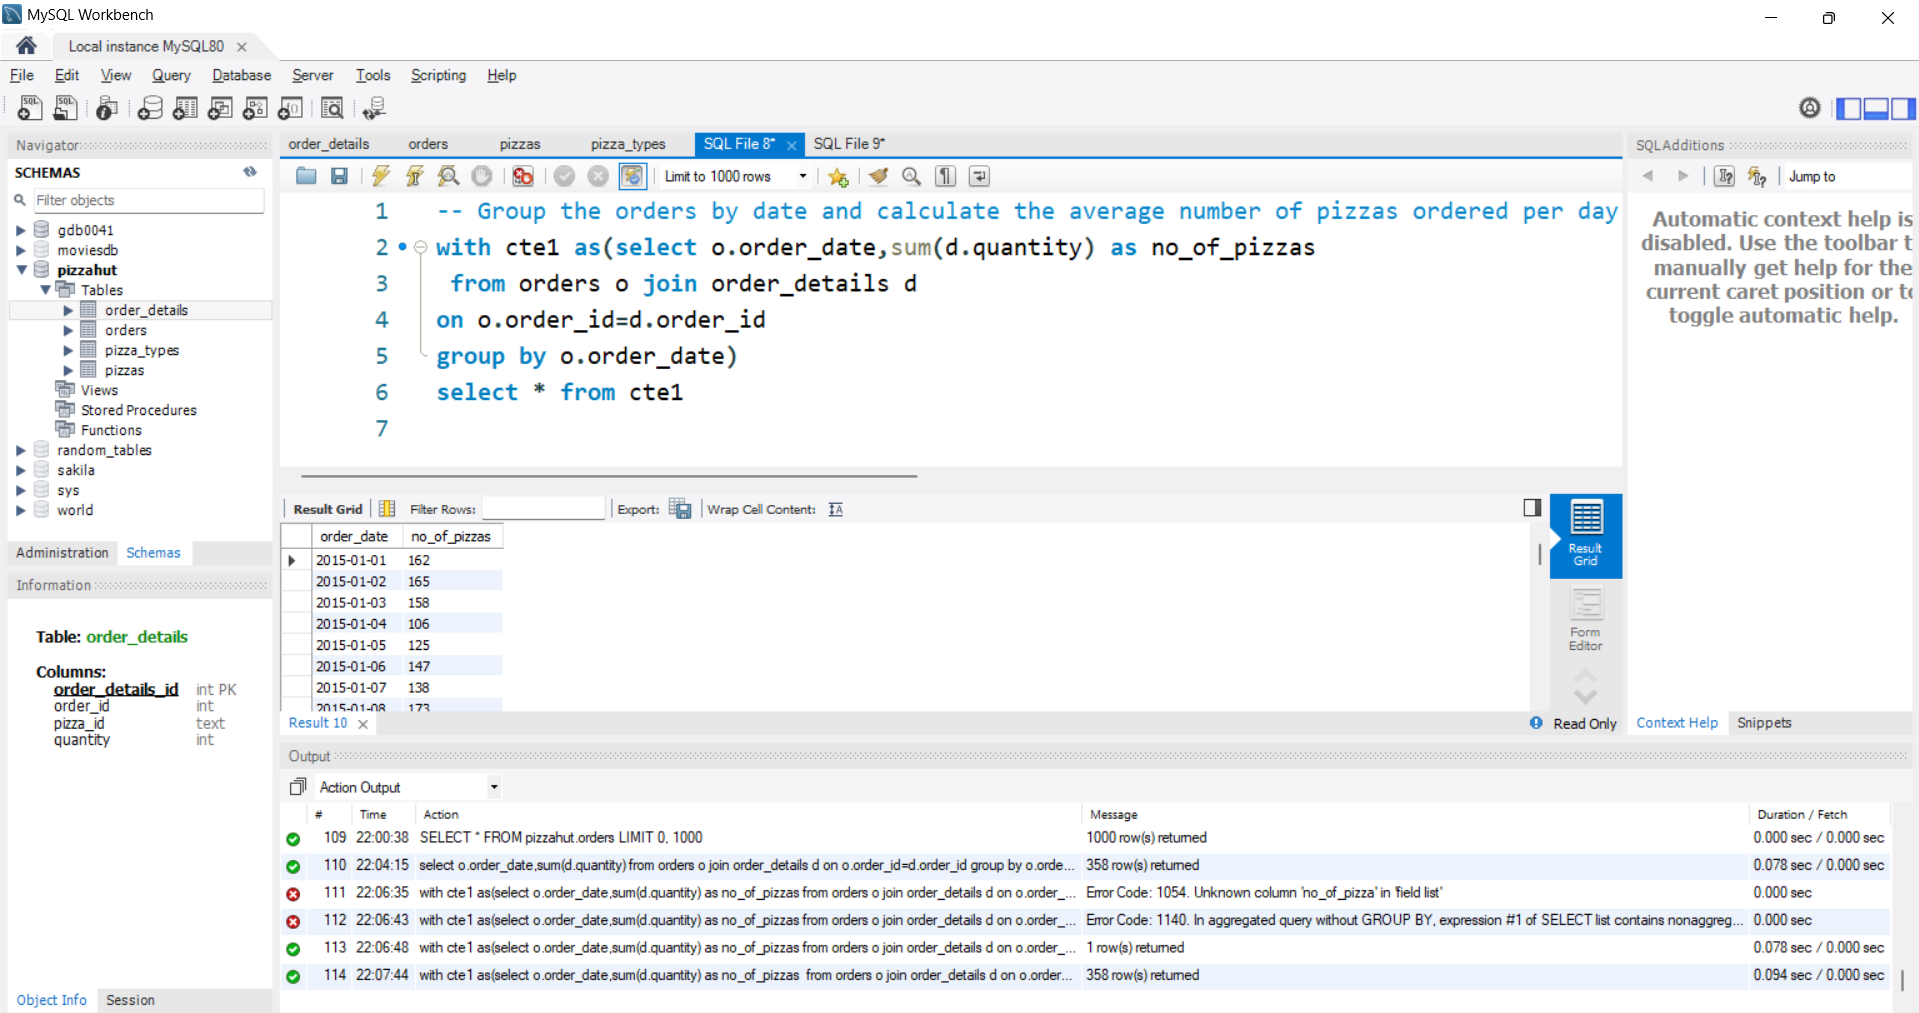 MySQL Workbench
Local instance MySQL80
File Edit View Query Database Server Tools Scripting Help
Navigator
SCHEMAS
Filter objects
gdb0041
moviesdb
pizzahut
Tables
order_details
orders
pizza_types
pizzas
Views
Stored Procedures
Functions
random_tables
sakila
sys
world
Administration Schemas
Information
Table: order_details
Columns:
order_details_id int PK
order_id int
pizza_id text
quantity int
Object Info Session
order_details orders pizzas pizza_types SQL File 8* SQL File 9*
Limit to 1000 rows
1 -- Group the orders by date and calculate the average number of pizzas ordered per day
2 with cte1 as(select o.order_date,sum(d.quantity) as no_of_pizzas
3 from orders o join order_details d
4 on o.order_id=d.order_id
5 group by o.order_date)
6 select * from cte1
7
Result Grid Filter Rows: Export: Wrap Cell Content:
order_date no_of_pizzas
2015-01-01 162
2015-01-02 165
2015-01-03 158
2015-01-04 106
2015-01-05 125
2015-01-06 147
2015-01-07 138
2015-01-08 173
Result Grid
Form Editor
Result 10
Read Only
SQLAdditions
Jump to
Automatic context help is
disabled. Use the toolbar t
manually get help for the
current caret position or to
toggle automatic help.
Context Help Snippets
Output
Action Output
# Time Action Message Duration / Fetch
109 22:00:38 SELECT * FROM pizzahut.orders LIMIT 0, 1000 1000 row(s) returned 0.000 sec / 0.000 sec
110 22:04:15 select o.order_date,sum(d.quantity) from orders o join order_details d on o.order_id=d.order_id group by o.orde... 358 row(s) returned 0.078 sec / 0.000 sec
111 22:06:35 with cte1 as(select o.order_date,sum(d.quantity) as no_of_pizzas from orders o join order_details d on o.order_... Error Code: 1054. Unknown column 'no_of_pizza' in 'field list' 0.000 sec
112 22:06:43 with cte1 as(select o.order_date,sum(d.quantity) as no_of_pizzas from orders o join order_details d on o.order_... Error Code: 1140. In aggregated query without GROUP BY, expression #1 of SELECT list contains nonaggreg... 0.000 sec
113 22:06:48 with cte1 as(select o.order_date,sum(d.quantity) as no_of_pizzas from orders o join order_details d on o.order_... 1 row(s) returned 0.078 sec / 0.000 sec
114 22:07:44 with cte1 as(select o.order_date,sum(d.quantity) as no_of_pizzas from orders o join order_details d on o.order... 358 row(s) returned 0.094 sec / 0.000 sec